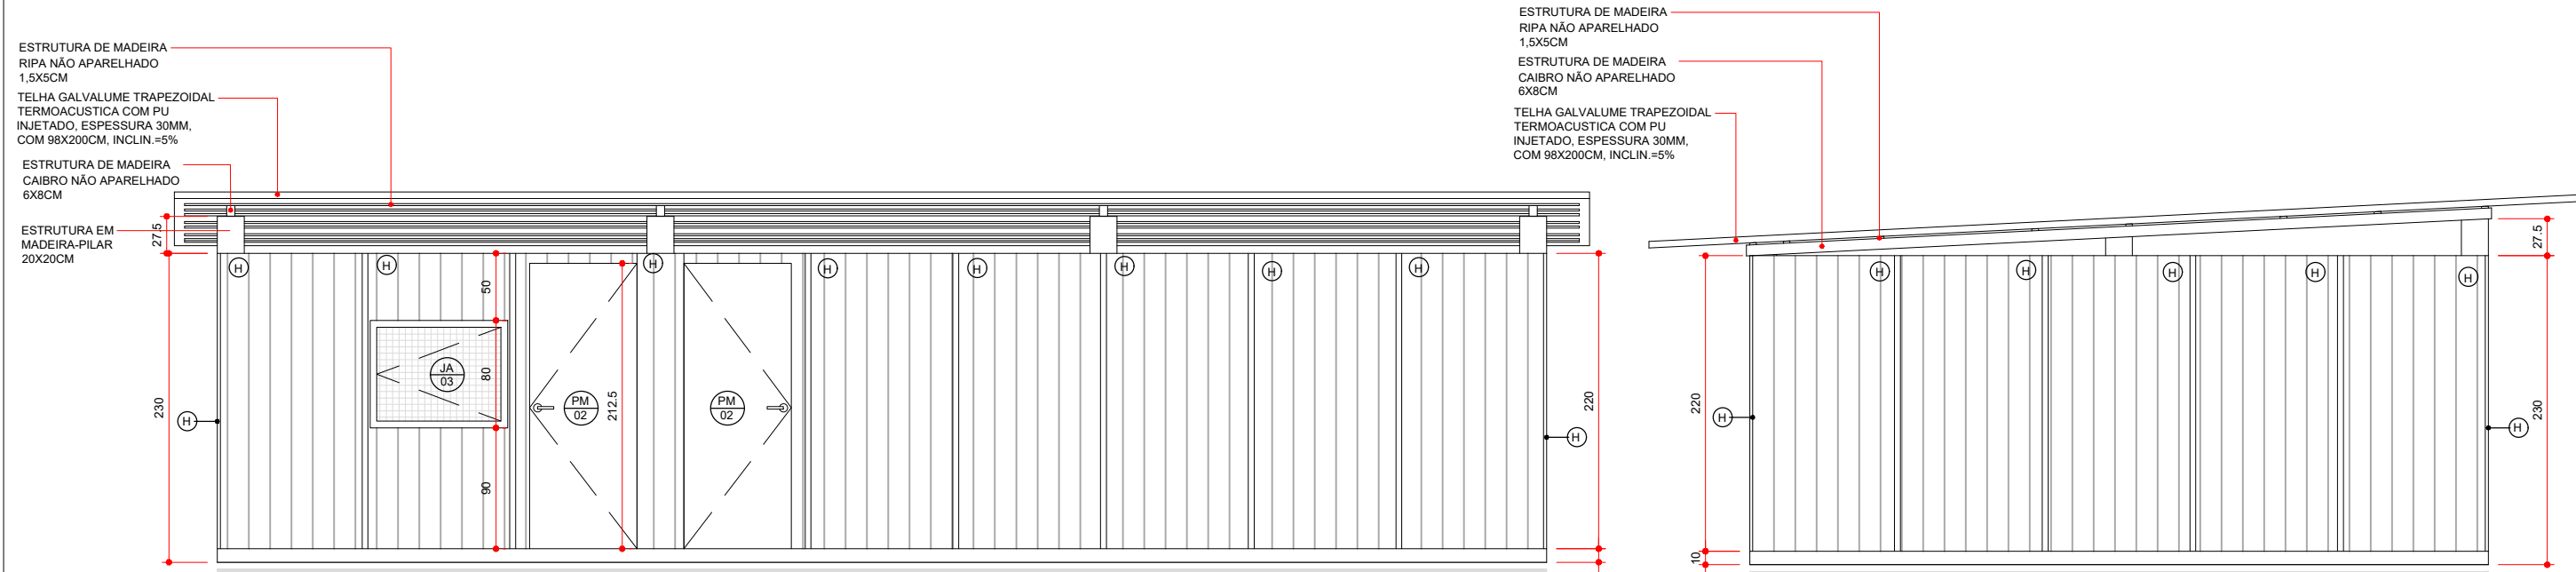 ESTRUTURA DE MADEIRA
RIPA NÃO APARELHADO
1,5X5CM
TELHA GALVALUME TRAPEZOIDAL
TERMOACUSTICA COM PU
INJETADO, ESPESSURA 30MM,
COM 98X200CM, INCLIN.=5%
ESTRUTURA DE MADEIRA
CAIBRO NÃO APARELHADO
6X8CM
ESTRUTURA EM
MADEIRA-PILAR
20X20CM
27.5
230
H
H
H
H
H
H
H
H
H
H
50
80
90
JA
03
PM
02
212.5
PM
02
220
ESTRUTURA DE MADEIRA
RIPA NÃO APARELHADO
1,5X5CM
ESTRUTURA DE MADEIRA
CAIBRO NÃO APARELHADO
6X8CM
TELHA GALVALUME TRAPEZOIDAL
TERMOACUSTICA COM PU
INJETADO, ESPESSURA 30MM,
COM 98X200CM, INCLIN.=5%
220
10
H
H
H
H
H
H
H
27.5
230